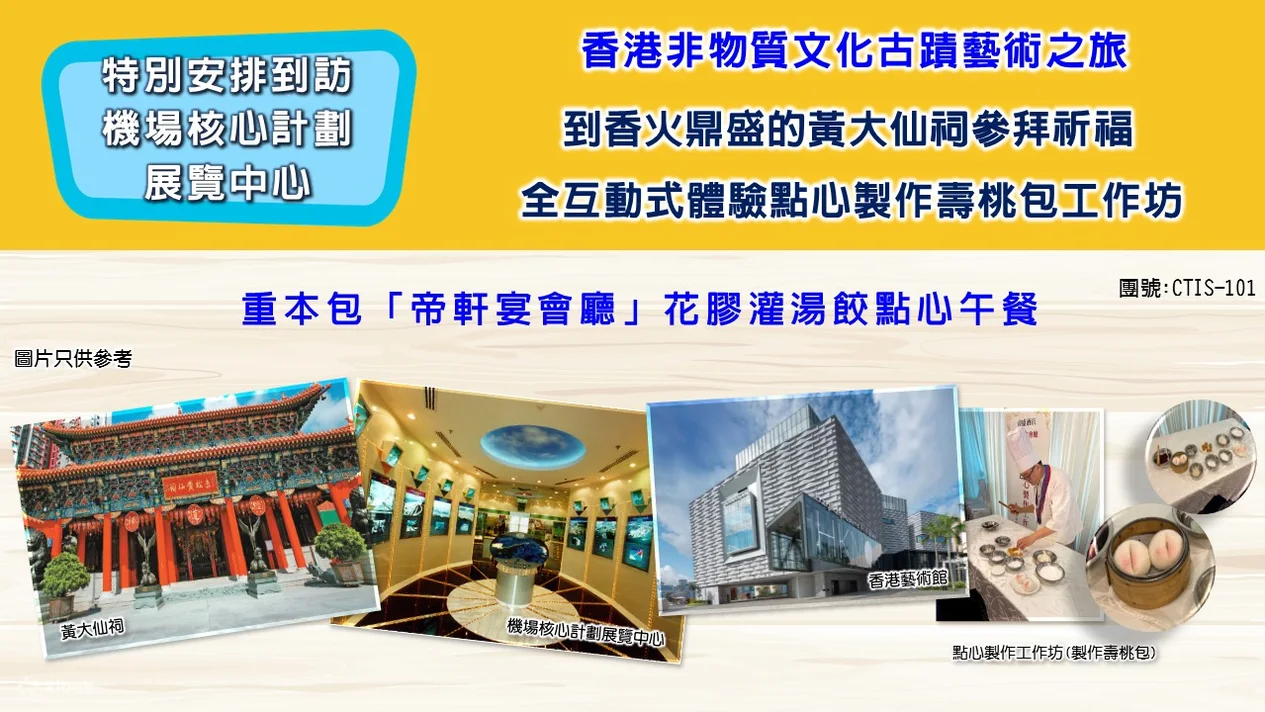 特別安排到訪
機場核心計劃
展覽中心
香港非物質文化古蹟藝術之旅
到香火鼎盛的黃大仙祠參拜祈福
全互動式體驗點心製作壽桃包工作坊
團號:CTIS-101
重本包「帝軒宴會廳」花膠灌湯餃點心午餐
圖片只供參考
黃大仙祠
機場核心計劃展覽中心
香港藝術館
點心製作工作坊(製作壽桃包)